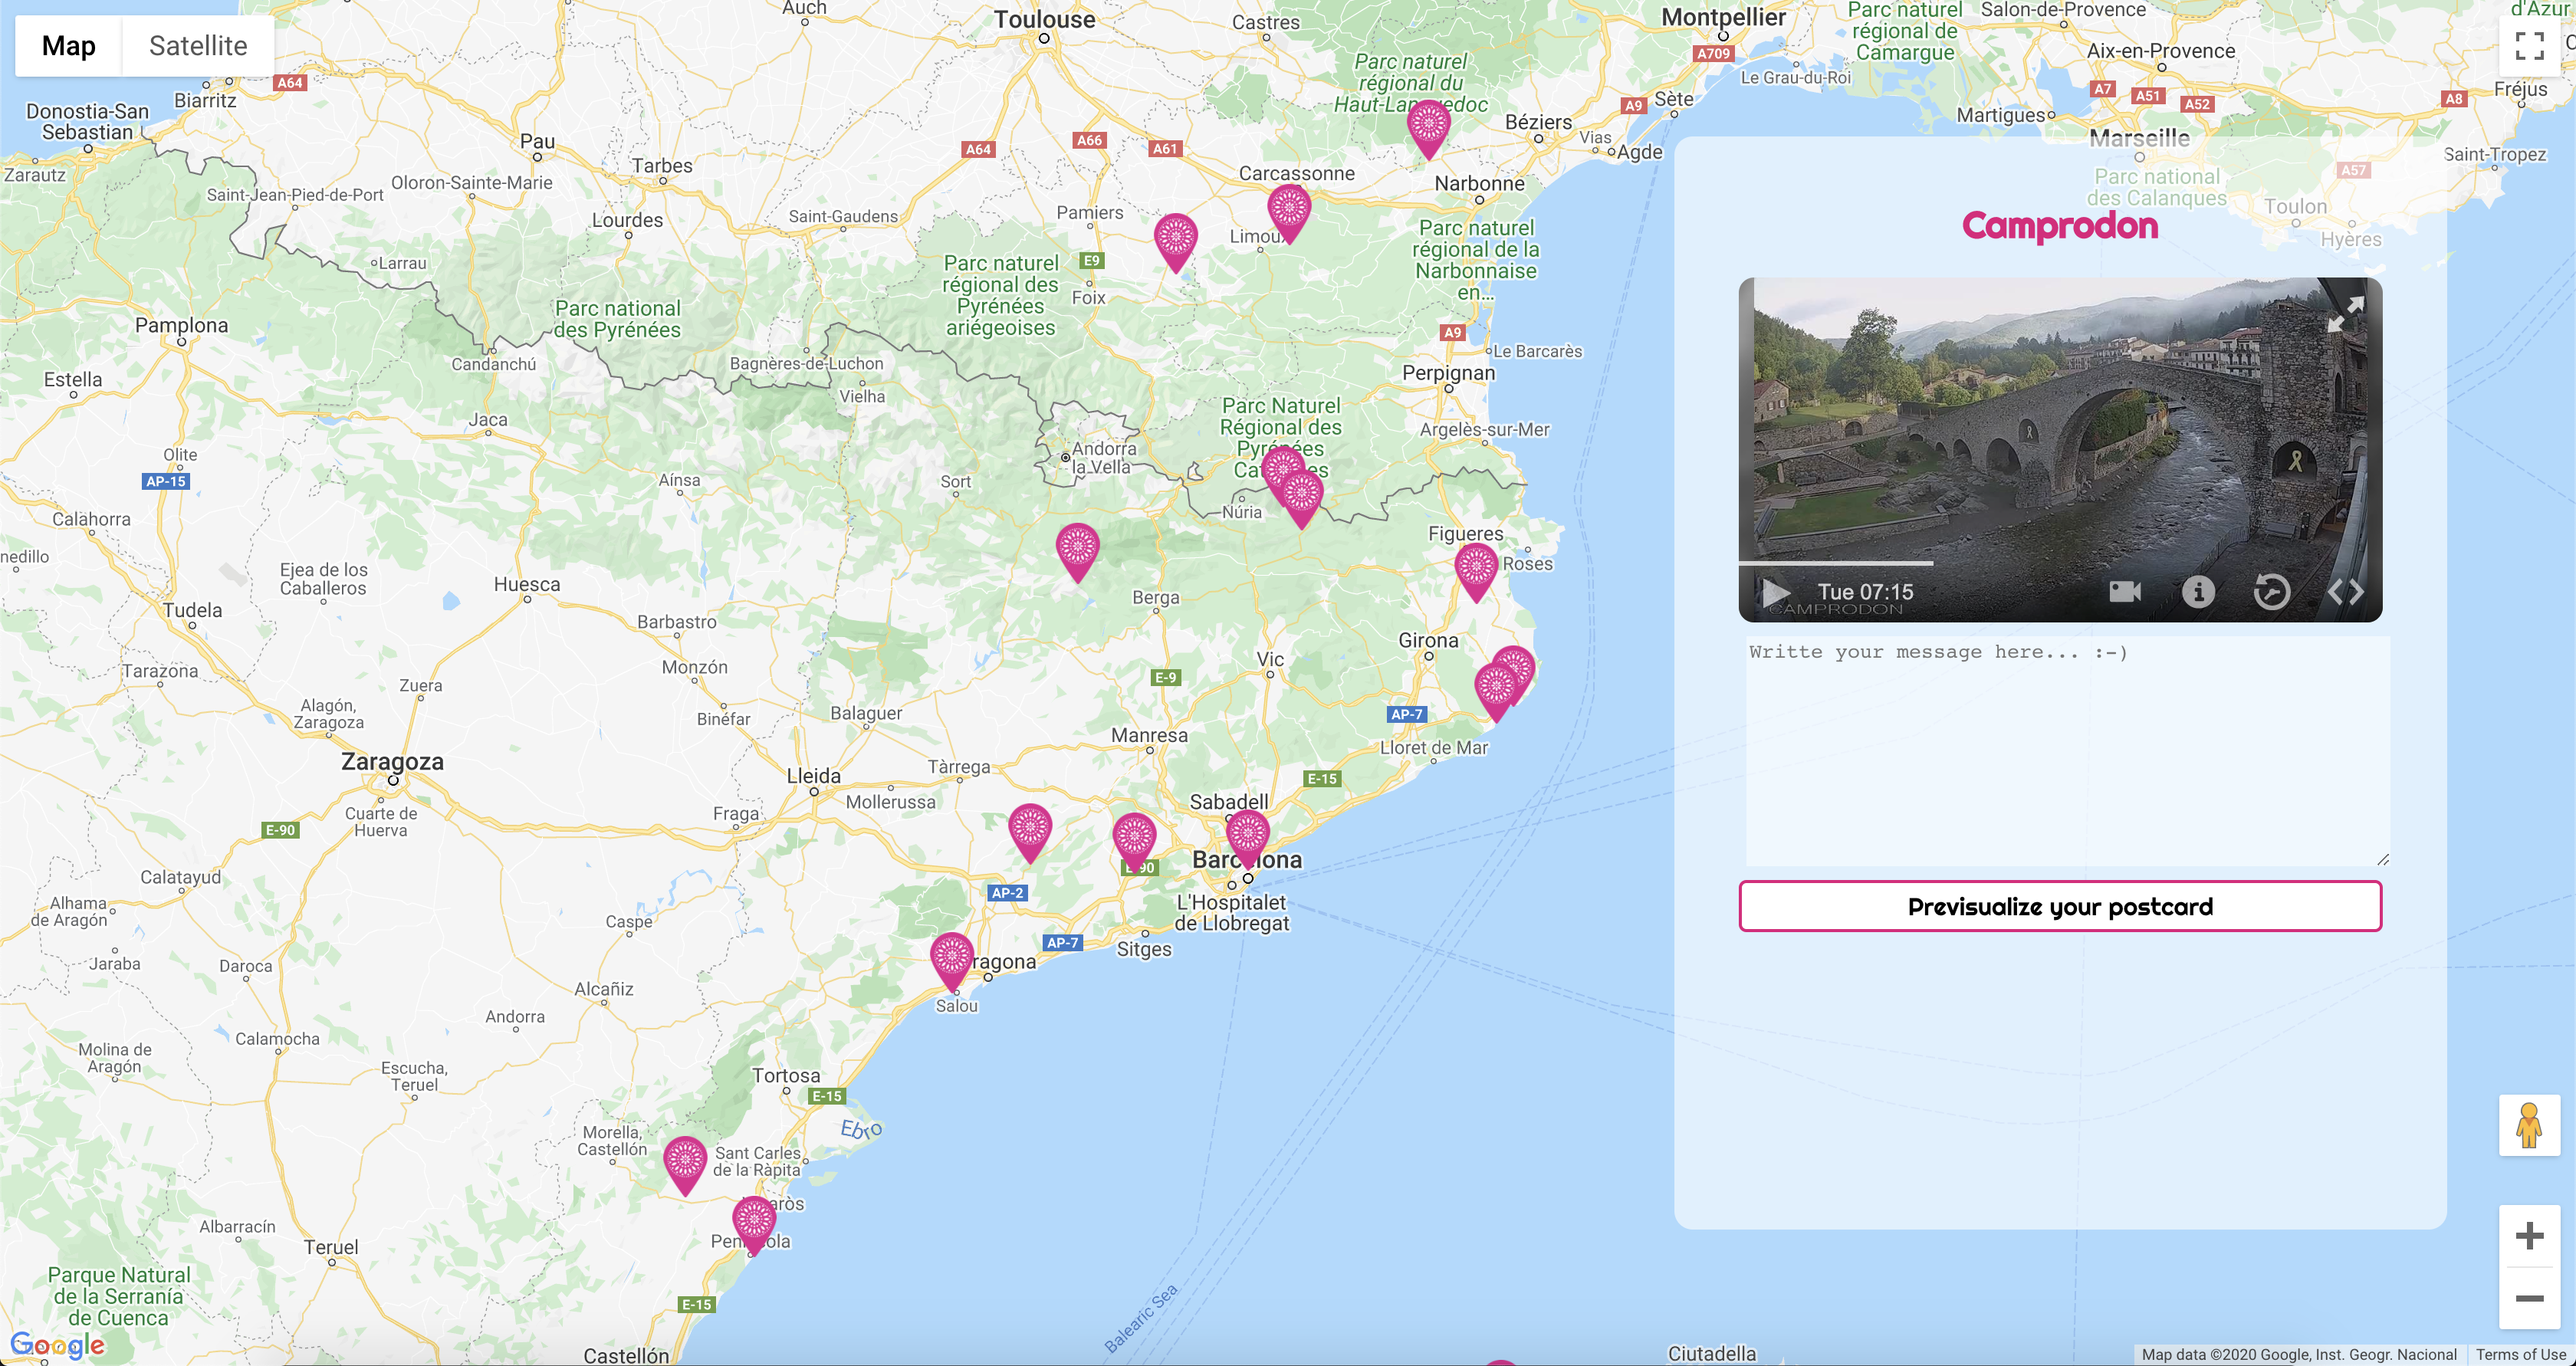 Map
Satellite
Auch
Toulouse
Castres
Montpellier
Parc naturel
régional de
Camargue
Salon-de-Provence
d'Azur
Aix-en-Provence
Parc naturel
régional du
A709
Le Grau-du-Roi
A64
Biarritz
Donostia-San
Sebastian
A9
Sète
Martigues
A7
A51
A52
A8
Fréjus
Pau
A64
A66
A61
Béziers
Vias
Agde
Marseille
Saint-Tropez
Zarautz
Saint-Jean-Pied-de-Port
Oloron-Sainte-Marie
Tarbes
Carcassonne
Narbonne
Parc national
des Calanques
A57
Lourdes
Saint-Gaudens
Pamiers
Limoux
Toulon
Hyères
Camprodon
Larrau
Parc naturel
régional des
Pyrénées
ariégeoises
E9
Foix
Parc naturel
régional de la
Narbonnaise
en...
Parc national
des Pyrénées
Pamplona
Candanchú
Bagnères-de-Luchon
A9
Le Barcarès
Estella
Vielha
Perpignan
Jaca
Parc Naturel
Régional des
Argelès-sur-Mer
Olite
AP-15
Andorra
la Vella
Aínsa
Sort
Núria
Calahorra
nedillo
Figueres
Roses
Ejea de los
Caballeros
Huesca
Berga
Tue 07:15
CAMPRODON
Tudela
Barbastro
Girona
Writte your message here... :-)
Tarazona
Monzón
Vic
Zuera
E-9
Alagón,
Zaragoza
Binéfar
Balaguer
AP-7
Manresa
Lloret de Mar
Zaragoza
Lleida
Tàrrega
E-15
Mollerussa
Sabadell
Cuarte de
Huerva
Fraga
E-90
Barcelona
Calatayud
AP-2
L'Hospitalet
de Llobregat
Previsualize your postcard
Alhama
de Aragón
Caspe
AP-7
Sitges
Jaraba
Daroca
ragona
Alcañiz
Salou
Andorra
Calamocha
Molina de
Aragón
Escucha,
Teruel
Tortosa
E-15
Ebro
Morella,
Castellón
Sant Carles
de la Ràpita
aròs
Albarracín
Teruel
Parque Natural
de la Serranía
de Cuenca
E-15
Balearic Sea
Google
Castellón
Ciutadella
Map data ©2020 Google, Inst. Geogr. Nacional
Terms of Use